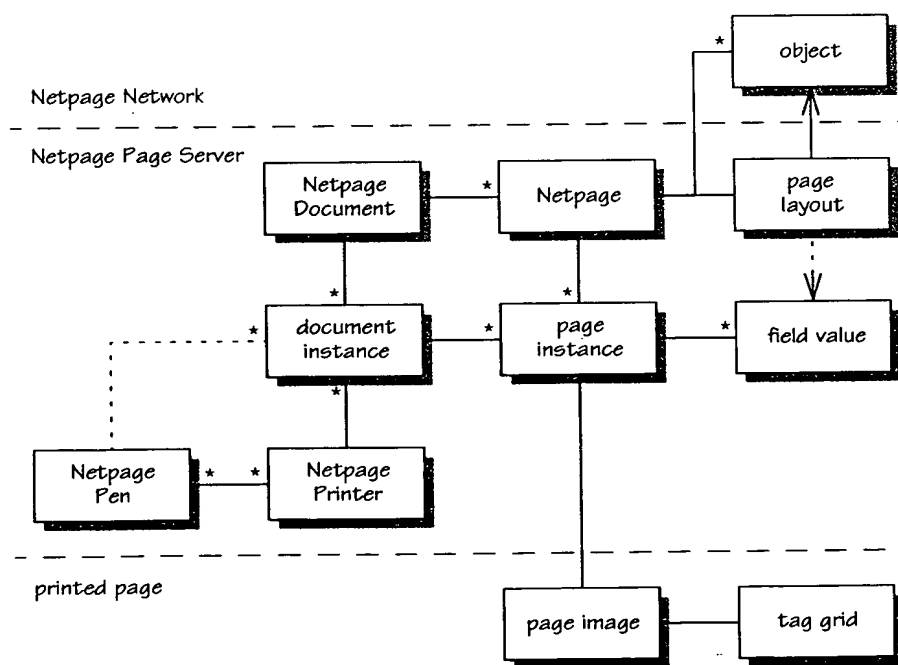 object
Netpage Network
Netpage Page Server
Netpage
Document
Netpage
page
layout
document
instance
page
instance
field value
Netpage
Pen
Netpage
Printer
printed page
page image
tag grid
*
*
*
*
*
*
*
*
*
*